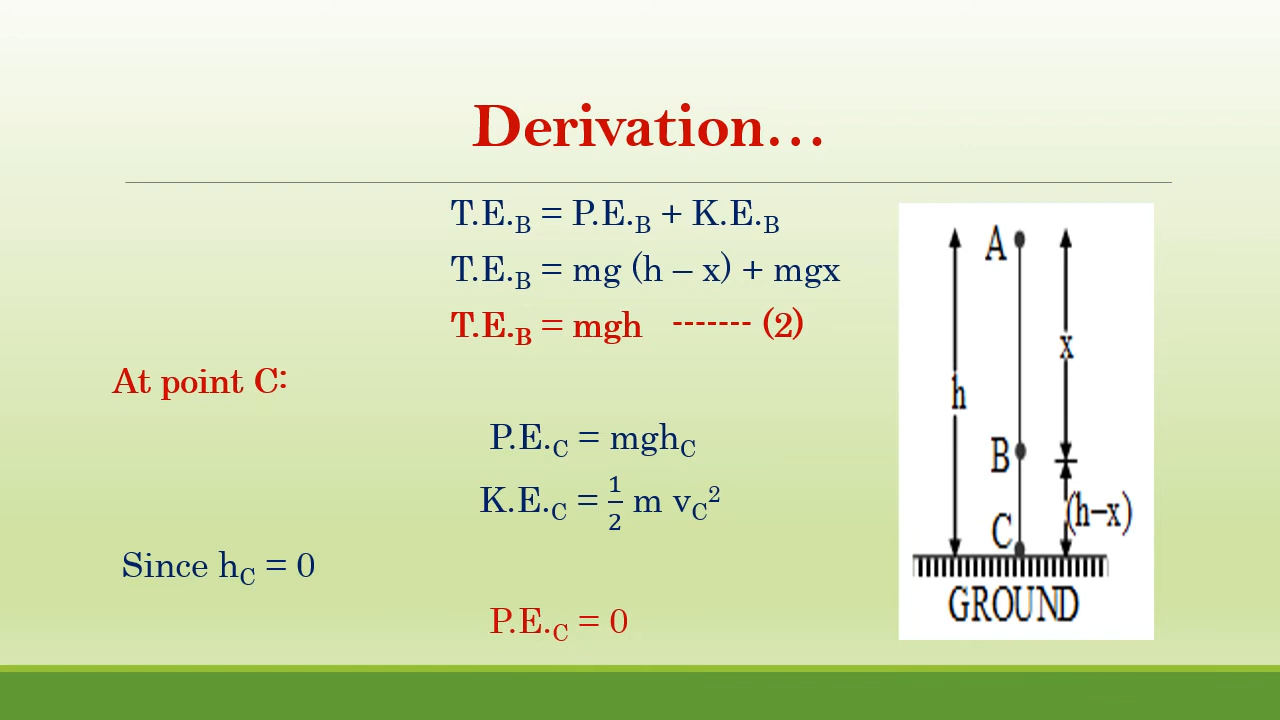 Derivation...
T.E.B = P.E.B + K.E.B
T.E.B = mg (h – x) + mgx
T.E.B = mgh ------- (2)
At point C:
P.E.C = mghC
K.E.C = 1/2 m vC²
Since hC = 0
P.E.C = 0
A
x
h
B
(h–x)
C
GROUND